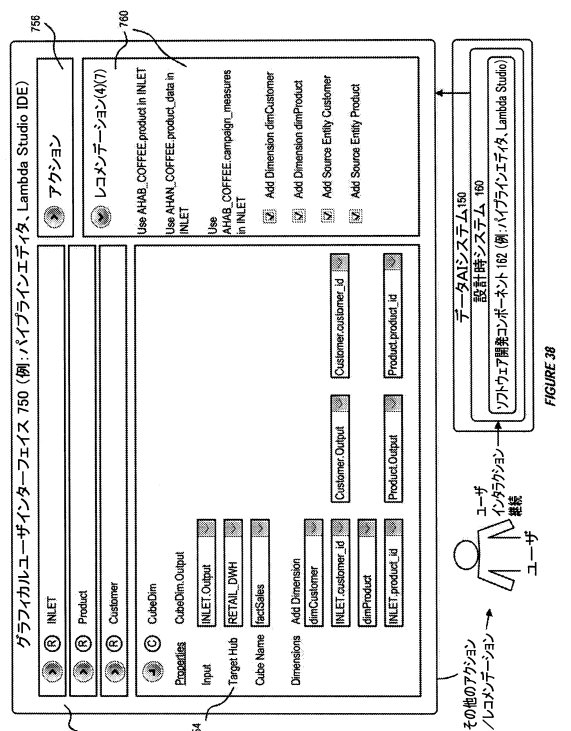 グラフィカルユーザインターフェイス 750 (例:パイプラインエディタ、Lambda Studio IDE)
R INLET
R Product
R Customer
C CubeDim
Properties CubeDim.Output
Input INLET.Output
Target Hub RETAIL_DWH
Cube Name factSales
Dimensions Add Dimension
dimCustomer
INLET.customer_id Customer.Output Customer.customer_id
dimProduct
INLET.product_id Product.Output Product.product_id
アクション
756
レコメンデーション(4)(7)
760
Use AHAB_COFFEE.product in INLET
Use AHAN_COFFEE.product_data in
INLET
Use
AHAB_COFFEE.campaign_measures
in INLET
Add Dimension dimCustomer
Add Dimension dimProduct
Add Source Entity Customer
Add Source Entity Product
その他のアクション
/レコメンデーション
ユーザ
ユーザ
インタラクション
継続
データAIシステム150
設計時システム 160
ソフトウェア開発コンポーネント 162 (例:パイプラインエディタ、Lambda Studio)
FIGURE 38